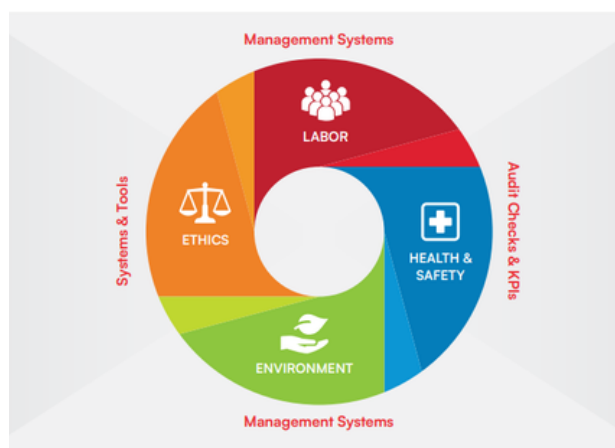 Management Systems
LABOR
Systems & Tools
ETHICS
HEALTH &
SAFETY
Audit Checks & KPIs
ENVIRONMENT
Management Systems